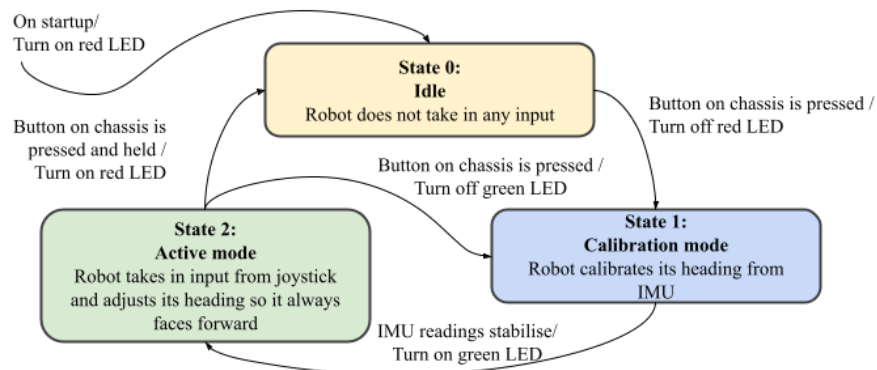 On startup/
Turn on red LED
State 0:
Idle
Robot does not take in any input
Button on chassis is pressed /
Turn off red LED
Button on chassis is
pressed and held /
Turn on red LED
Button on chassis is pressed /
Turn off green LED
State 2:
Active mode
Robot takes in input from joystick
and adjusts its heading so it always
faces forward
State 1:
Calibration mode
Robot calibrates its heading from
IMU
IMU readings stabilise/
Turn on green LED